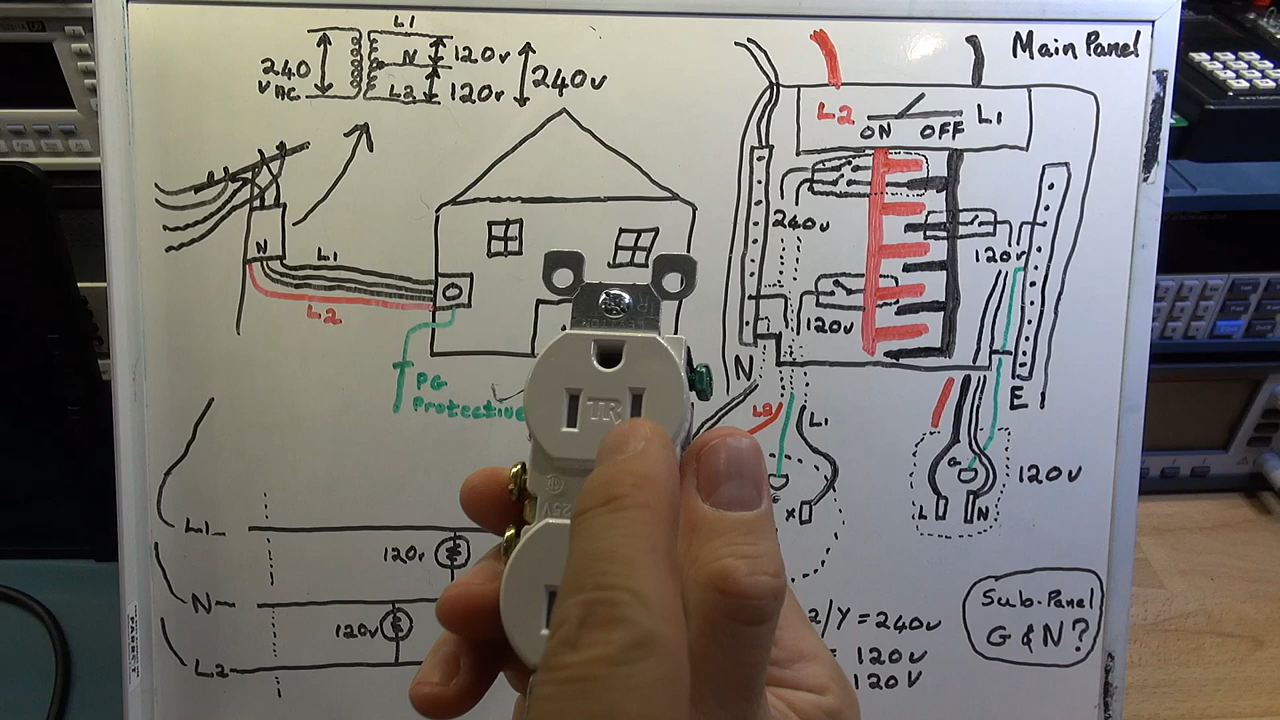 L1
240
VAC
N
120v
L2
120v
240v
Main Panel
L2
ON
OFF
L1
240v
120v
120v
N
L1
L2
N
PG
Protective
TR
L1
G
X
E
G
L
N
120v
L1
120v
N
120v
L2
/Y = 240v
= 120v
120V
Sub-Panel
G & N?